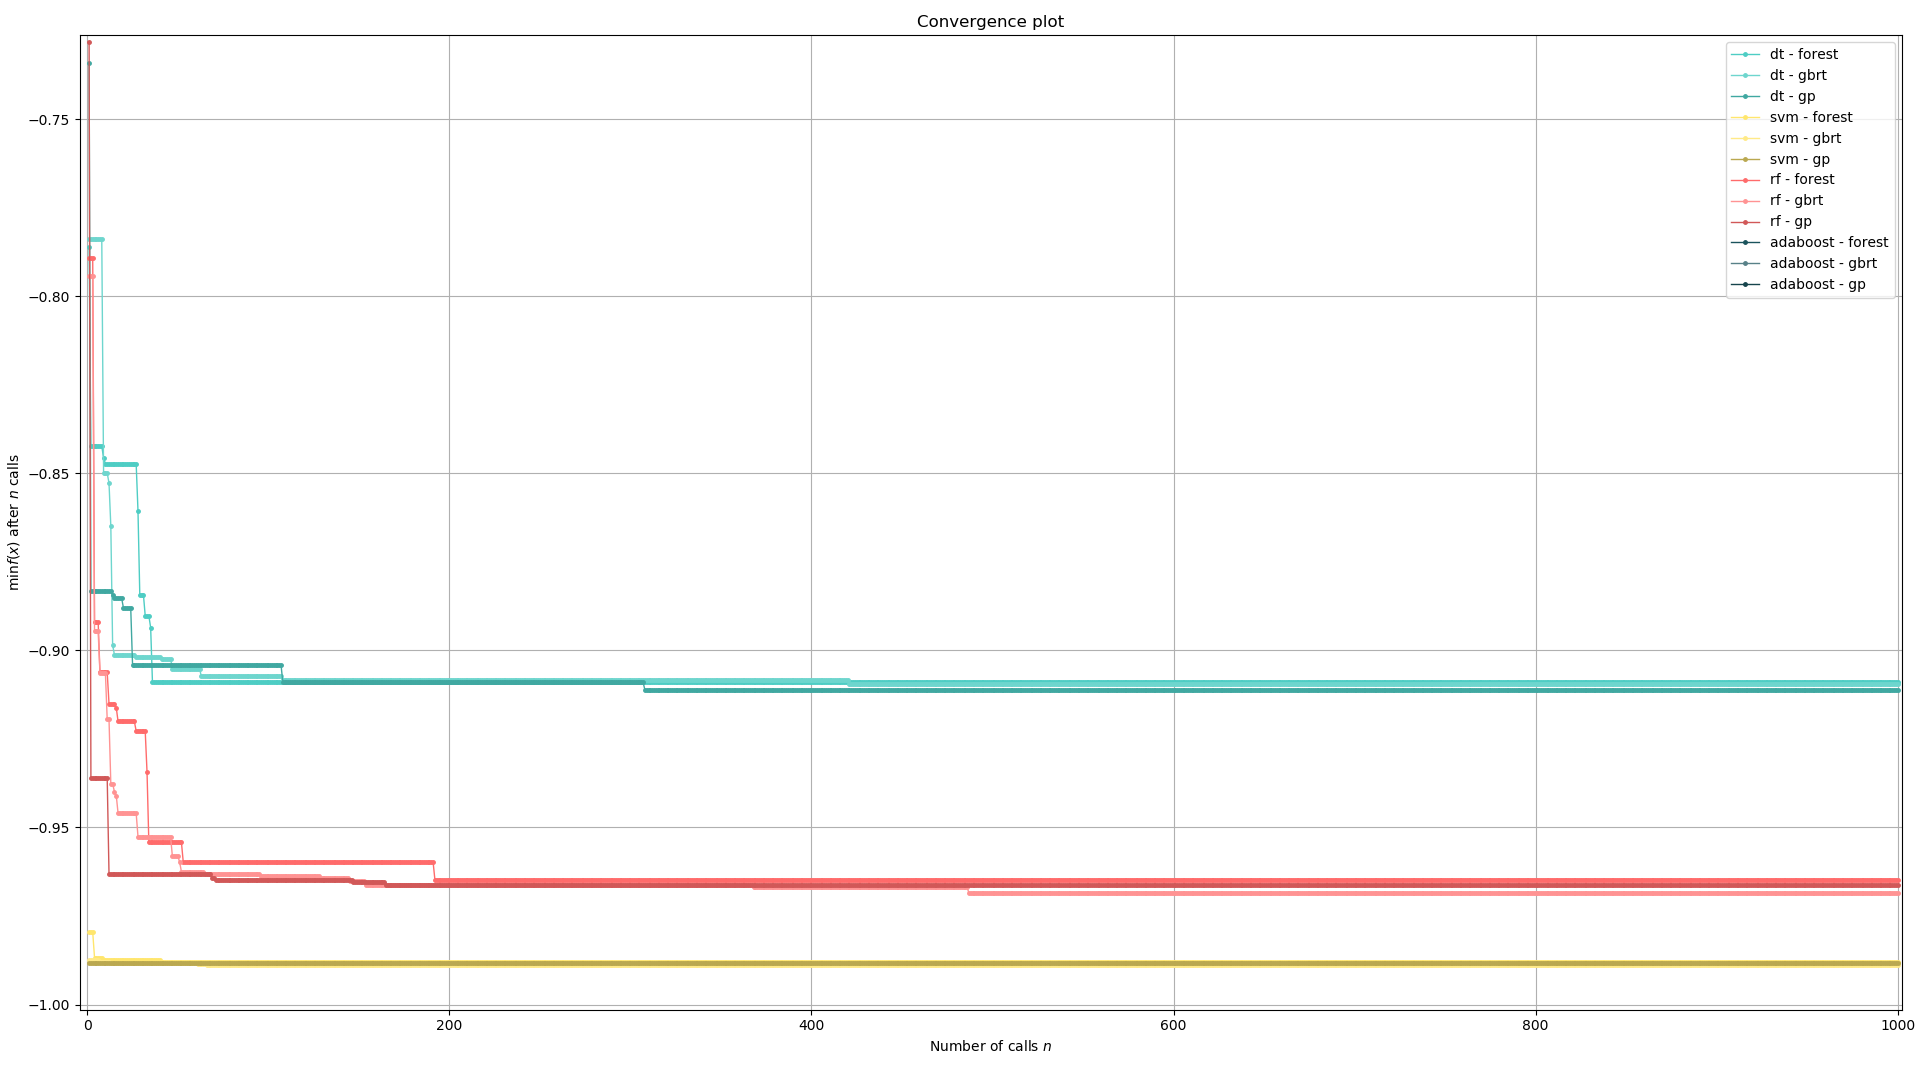 Convergence plot
dt - forest
dt - gbrt
dt - gp
svm - forest
svm - gbrt
svm - gp
rf - forest
rf - gbrt
rf - gp
adaboost - forest
adaboost - gbrt
adaboost - gp
−0.75
−0.80
−0.85
−0.90
−0.95
−1.00
min f(x) after n calls
0 200 400 600 800 1000
Number of calls n